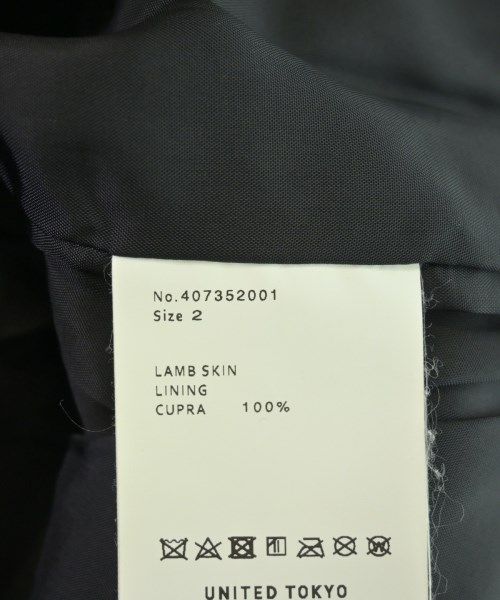 No.407352001
Size 2
LAMB SKIN
LINING
CUPRA 100%
UNITED TOKYO